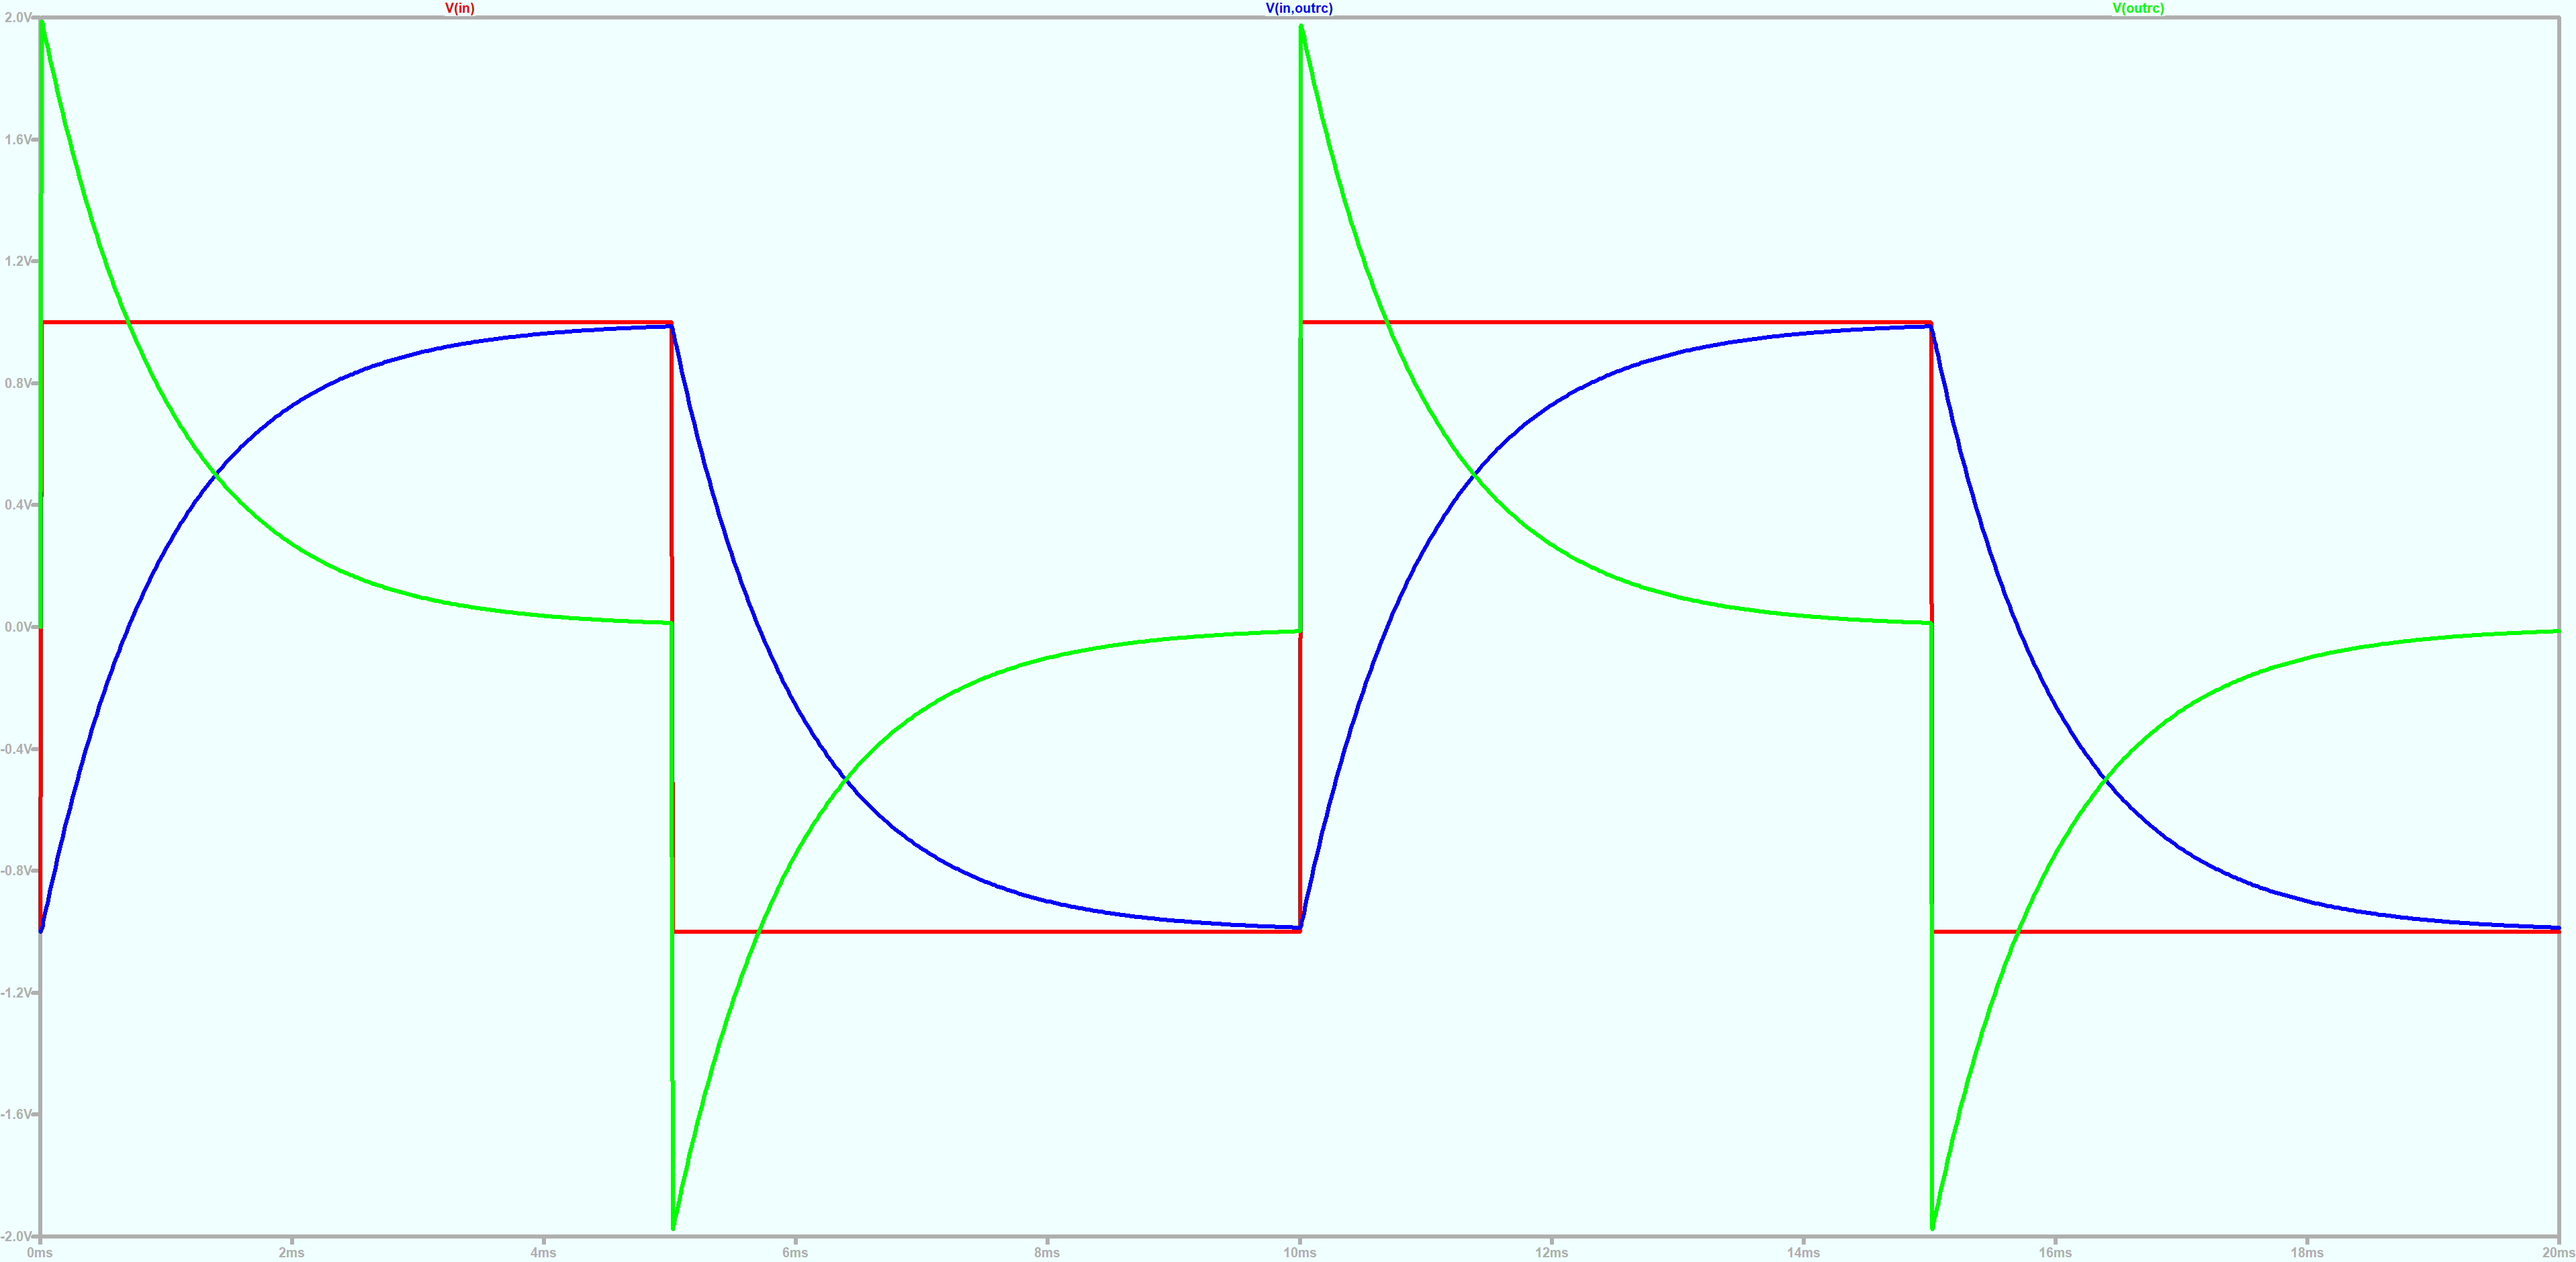 V(in) V(in,outrc) V(outrc)
2.0V
1.6V
1.2V
0.8V
0.4V
0.0V
-0.4V
-0.8V
-1.2V
-1.6V
-2.0V
0ms 2ms 4ms 6ms 8ms 10ms 12ms 14ms 16ms 18ms 20ms